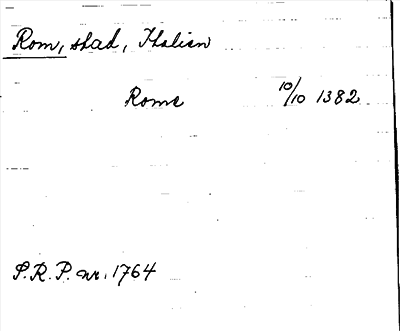 Rom, stad, Italien
Rome 10/10 1382
S.R.P. nr. 1764